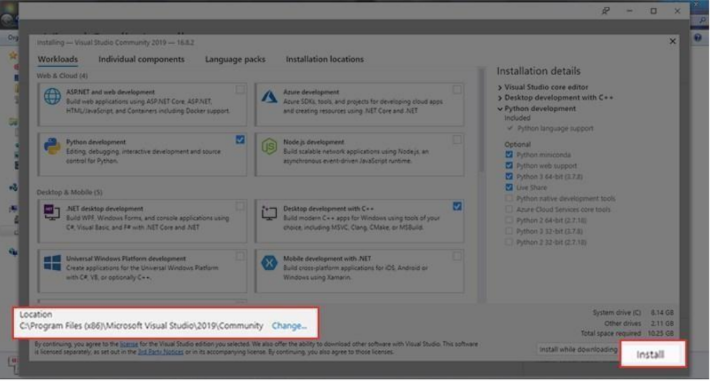 Installing — Visual Studio Community 2019 — 16.8.2
Workloads Individual components Language packs Installation locations
Web & Cloud (4)
ASP.NET and web development
Build web applications using ASP.NET Core, ASP.NET,
HTML/JavaScript, and Containers including Docker support.
Azure development
Azure SDKs, tools, and projects for developing cloud apps
and creating resources using .NET Core and .NET
Python development
Editing, debugging, interactive development and source
control for Python.
Node.js development
Build scalable network applications using Node.js, an
asynchronous event-driven JavaScript runtime.
Desktop & Mobile (5)
.NET desktop development
Build WPF, Windows Forms, and console applications using
C#, Visual Basic, and F# with .NET Core and .NET
Desktop development with C++
Build modern C++ apps for Windows using tools of your
choice, including MSVC, Clang, CMake, or MSBuild.
Universal Windows Platform development
Create applications for the Universal Windows Platform
with C#, VB, or optionally C++.
Mobile development with .NET
Build cross-platform applications for iOS, Android or
Windows using Xamarin.
Installation details
Visual Studio core editor
Desktop development with C++
Python development
Included
Python language support
Optional
Python miniconda
Python web support
Python 3 64-bit (3.7.8)
Live Share
Python native development tools
Azure Cloud Services core tools
Python 2 64-bit (2.7.18)
Python 3 32-bit (3.7.8)
Python 2 32-bit (2.7.18)
Location
C:\Program Files (x86)\Microsoft Visual Studio\2019\Community Change...
System drive (C) 8.14 GB
Other drives 2.11 GB
Total space required 10.25 GB
By continuing, you agree to the license for the Visual Studio edition you selected. We also offer the ability to download other software with Visual Studio. This software
is licensed separately, as set out in the 3rd Party Notices or in its accompanying license. By continuing, you also agree to those licenses.
Install while downloading
Install